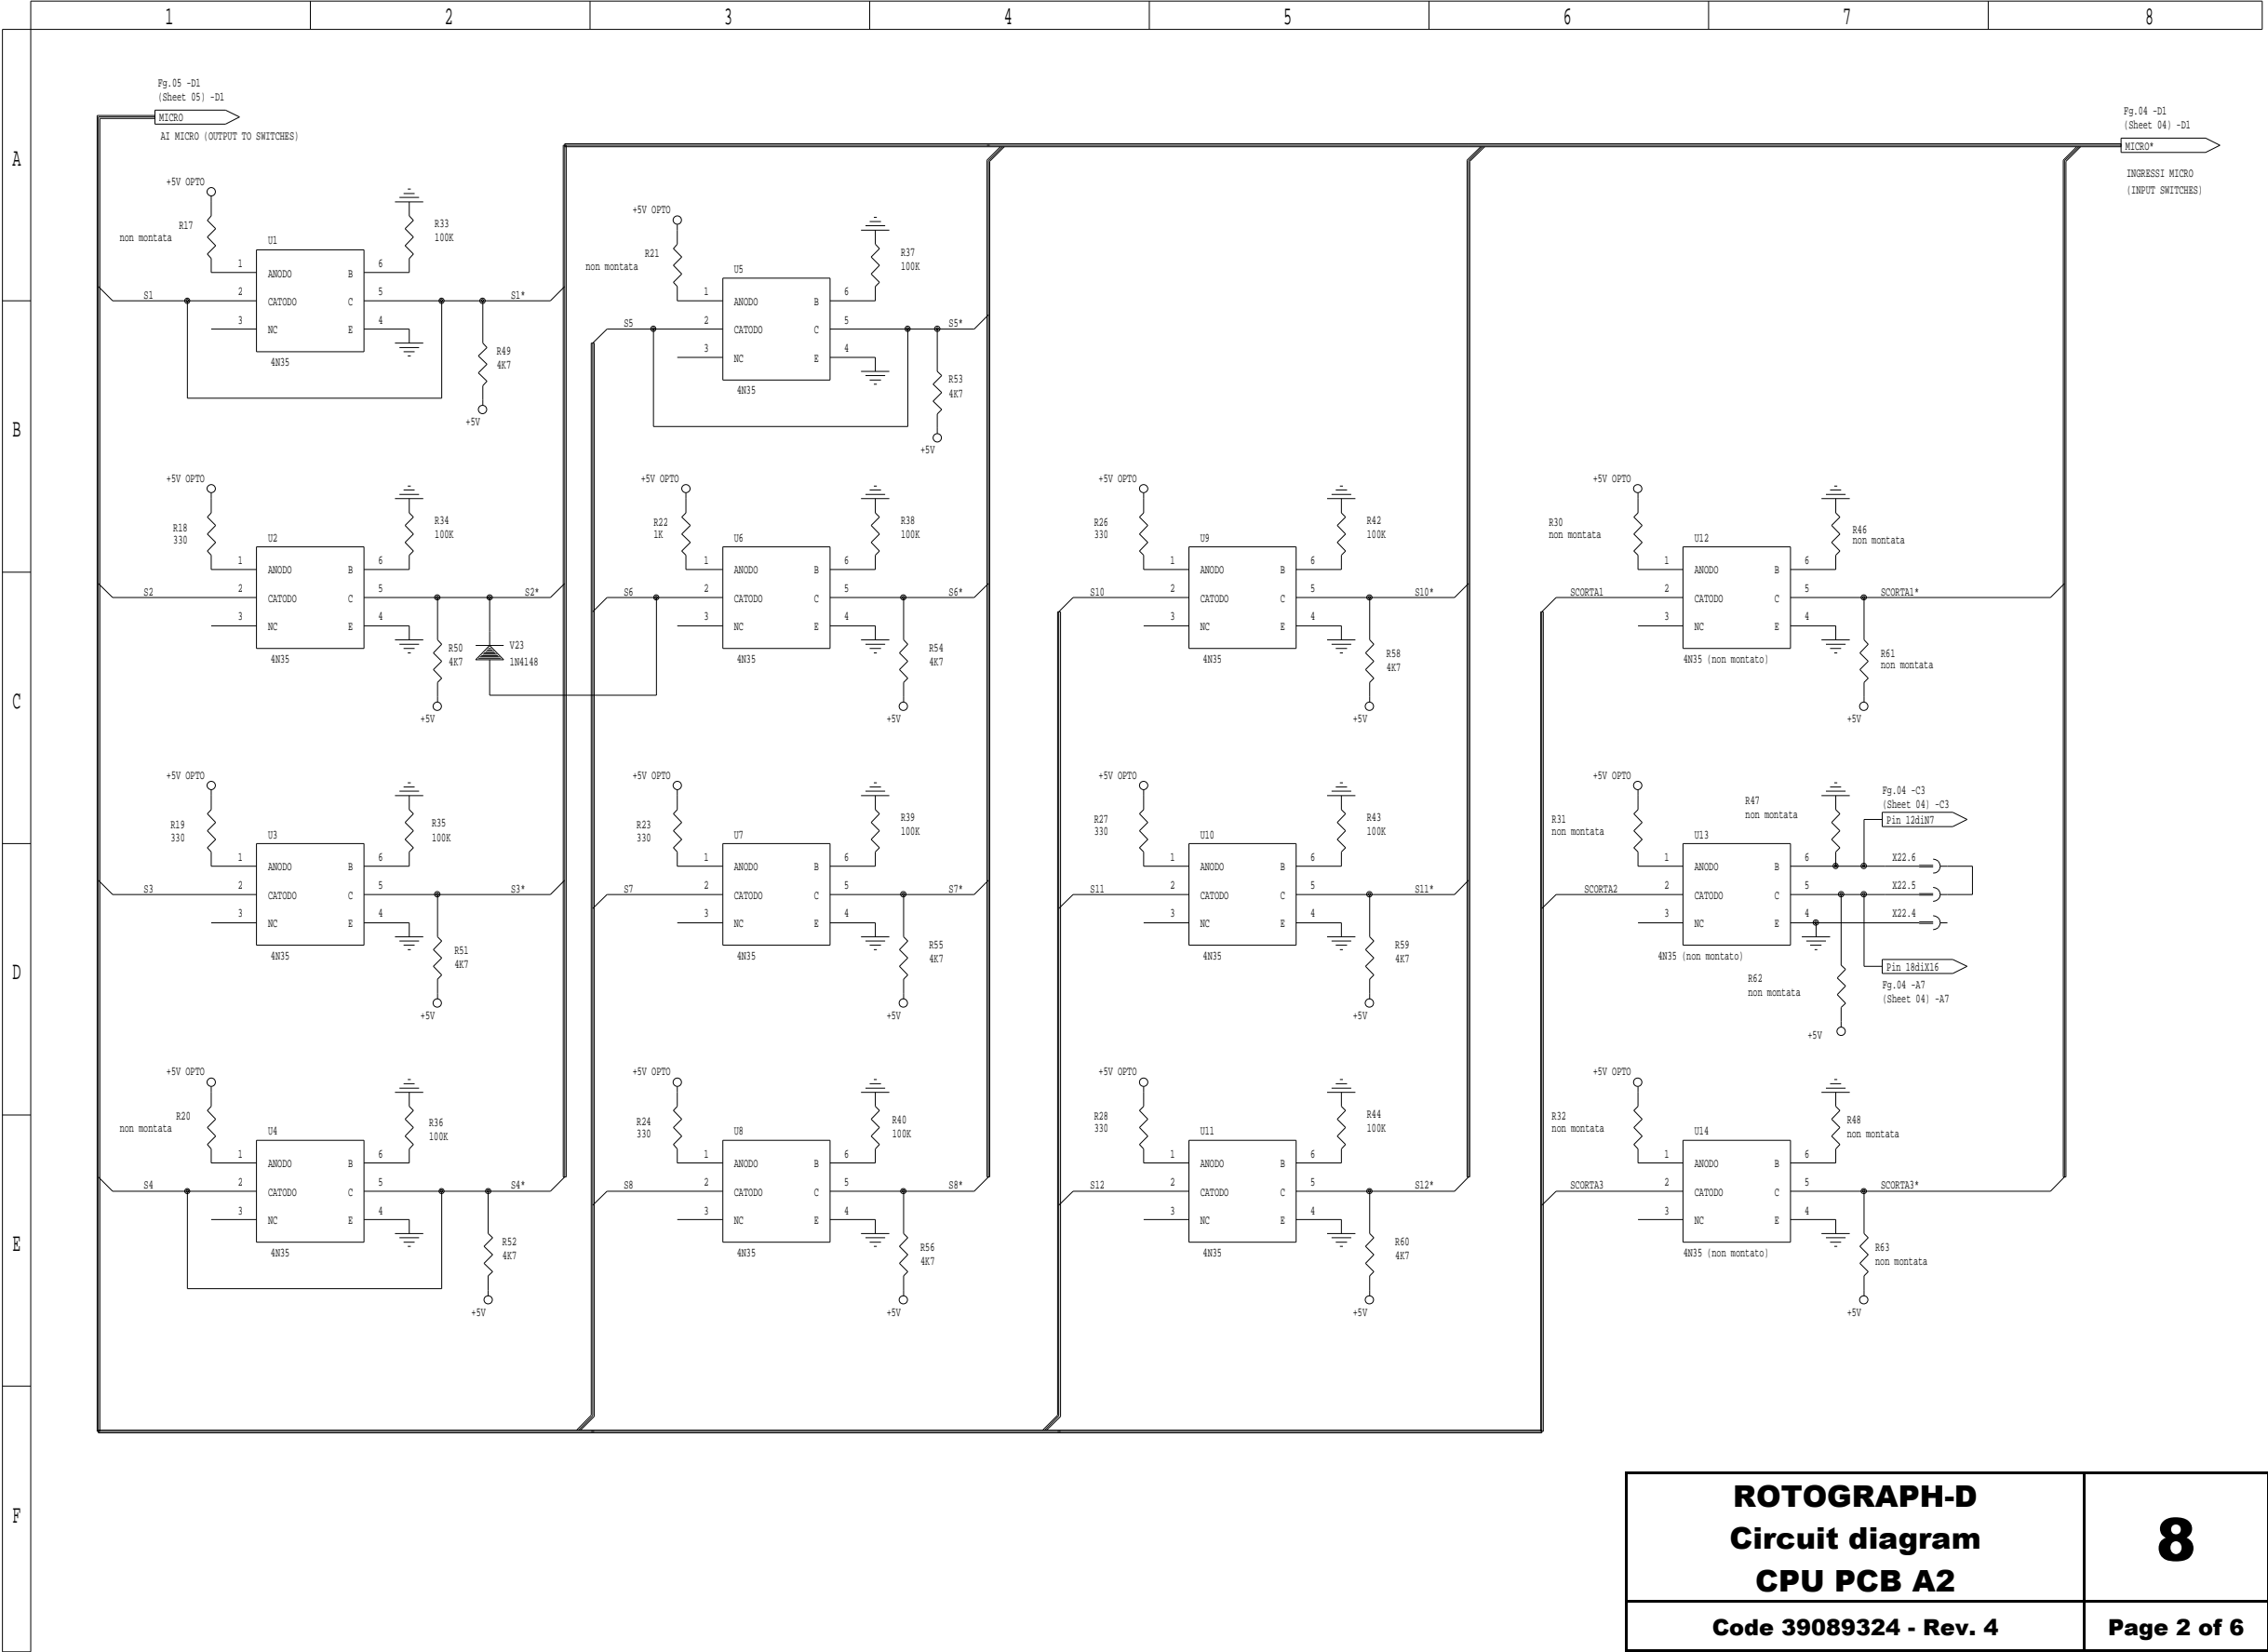 1 2 3 4 5 6 7 8
A
B
C
D
E
F
Fg.05 -D1
(Sheet 05) -D1
MICRO
AI MICRO (OUTPUT TO SWITCHES)
Fg.04 -D1
(Sheet 04) -D1
MICRO*
INGRESSI MICRO
(INPUT SWITCHES)
+5V OPTO
R17
non montata
R33
100K
U1
1 ANODO B 6
S1 2 CATODO C 5 S1*
3 NC E 4
4N35
R49
4K7
+5V
+5V OPTO
R18
330
R34
100K
U2
1 ANODO B 6
S2 2 CATODO C 5 S2*
3 NC E 4
4N35
R50
4K7
+5V
V23
1N4148
+5V OPTO
R19
330
R35
100K
U3
1 ANODO B 6
S3 2 CATODO C 5 S3*
3 NC E 4
4N35
R51
4K7
+5V
+5V OPTO
R20
non montata
R36
100K
U4
1 ANODO B 6
S4 2 CATODO C 5 S4*
3 NC E 4
4N35
R52
4K7
+5V
+5V OPTO
R21
non montata
R37
100K
U5
1 ANODO B 6
S5 2 CATODO C 5 S5*
3 NC E 4
4N35
R53
4K7
+5V
+5V OPTO
R22
1K
R38
100K
U6
1 ANODO B 6
S6 2 CATODO C 5 S6*
3 NC E 4
4N35
R54
4K7
+5V
+5V OPTO
R23
330
R39
100K
U7
1 ANODO B 6
S7 2 CATODO C 5 S7*
3 NC E 4
4N35
R55
4K7
+5V
+5V OPTO
R24
330
R40
100K
U8
1 ANODO B 6
S8 2 CATODO C 5 S8*
3 NC E 4
4N35
R56
4K7
+5V
+5V OPTO
R26
330
R42
100K
U9
1 ANODO B 6
S10 2 CATODO C 5 S10*
3 NC E 4
4N35
R58
4K7
+5V
+5V OPTO
R27
330
R43
100K
U10
1 ANODO B 6
S11 2 CATODO C 5 S11*
3 NC E 4
4N35
R59
4K7
+5V
+5V OPTO
R28
330
R44
100K
U11
1 ANODO B 6
S12 2 CATODO C 5 S12*
3 NC E 4
4N35
R60
4K7
+5V
+5V OPTO
R30
non montata
R46
non montata
U12
1 ANODO B 6
SCORTA1 2 CATODO C 5 SCORTA1*
3 NC E 4
4N35 (non montato)
R61
non montata
+5V
+5V OPTO
R31
non montata
R47
non montata
Fg.04 -C3
(Sheet 04) -C3
Pin 12diN7
U13
1 ANODO B 6 X22.6
SCORTA2 2 CATODO C 5 X22.5
3 NC E 4 X22.4
4N35 (non montato)
R62
non montata
+5V
Pin 18diX16
Fg.04 -A7
(Sheet 04) -A7
+5V OPTO
R32
non montata
R48
non montata
U14
1 ANODO B 6
SCORTA3 2 CATODO C 5 SCORTA3*
3 NC E 4
4N35 (non montato)
R63
non montata
+5V
ROTOGRAPH-D
Circuit diagram
CPU PCB A2
8
Code 39089324 - Rev. 4
Page 2 of 6